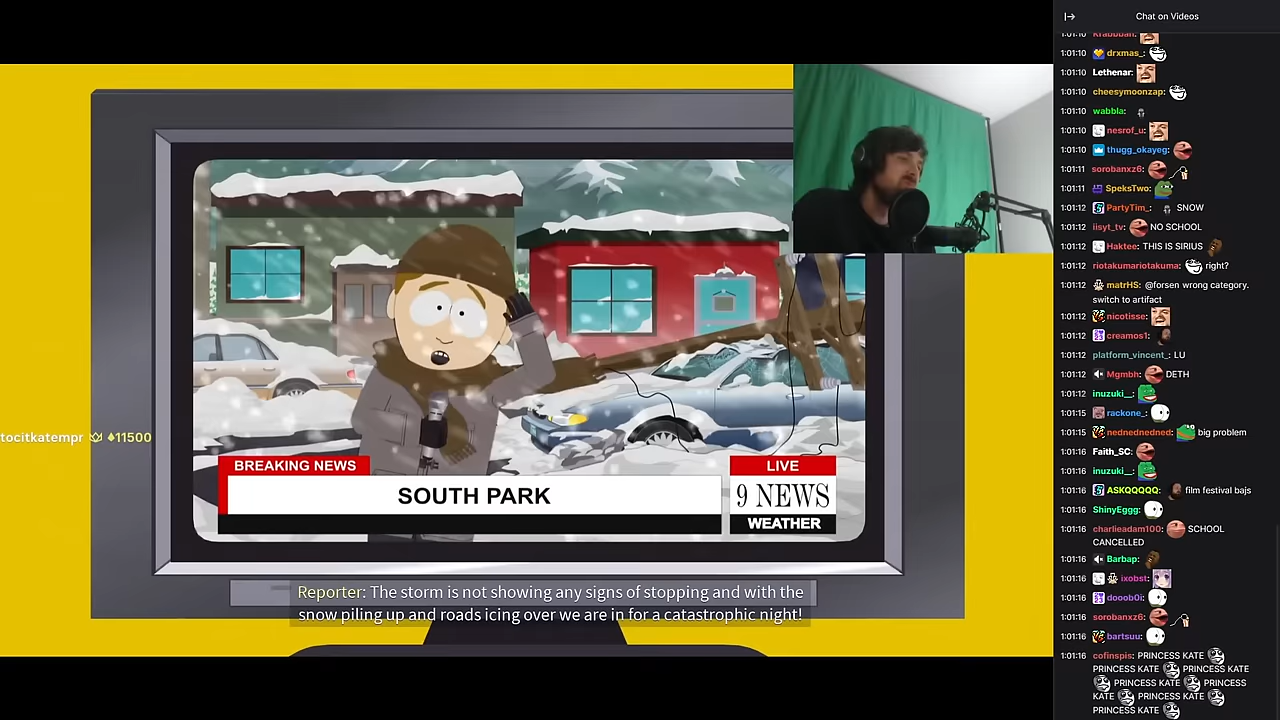 BREAKING NEWS
SOUTH PARK
LIVE
9 NEWS
WEATHER
tocitkatempr 11500
Reporter: The storm is not showing any signs of stopping and with the
snow piling up and roads icing over we are in for a catastrophic night!
Chat on Videos
1:01:10 Krabbban:
1:01:10 drxmas_:
1:01:10 Lethenar:
1:01:10 cheesymoonzap:
1:01:10 wabbla:
1:01:10 nesrof_u:
1:01:10 thugg_okayeg:
1:01:11 sorobanxz6:
1:01:11 SpeksTwo:
1:01:12 PartyTim_: SNOW
1:01:12 iisyt_tv: NO SCHOOL
1:01:12 Haktee: THIS IS SIRIUS
1:01:12 riotakumariotakuma: right?
1:01:12 matrHS: @forsen wrong category.
switch to artifact
1:01:12 nicotisse:
1:01:12 creamos1:
1:01:12 platform_vincent_: LU
1:01:12 Mgmbh: DETH
1:01:12 inuzuki__:
1:01:15 rackone_:
1:01:15 nednednedned: big problem
1:01:16 Faith_SC:
1:01:16 inuzuki__:
1:01:16 ASKQQQQQ: film festival bajs
1:01:16 ShinyEggg:
1:01:16 charlieadam100: SCHOOL
CANCELLED
1:01:16 Barbap:
1:01:16 ixobst:
1:01:16 dooob0i:
1:01:16 sorobanxz6:
1:01:16 bartsuu:
1:01:16 cofinspis: PRINCESS KATE
PRINCESS KATE PRINCESS KATE
PRINCESS KATE PRINCESS
KATE PRINCESS KATE
PRINCESS KATE